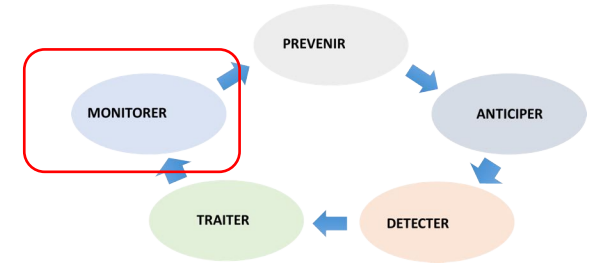 PREVENIR
MONITORER
ANTICIPER
TRAITER
DETECTER